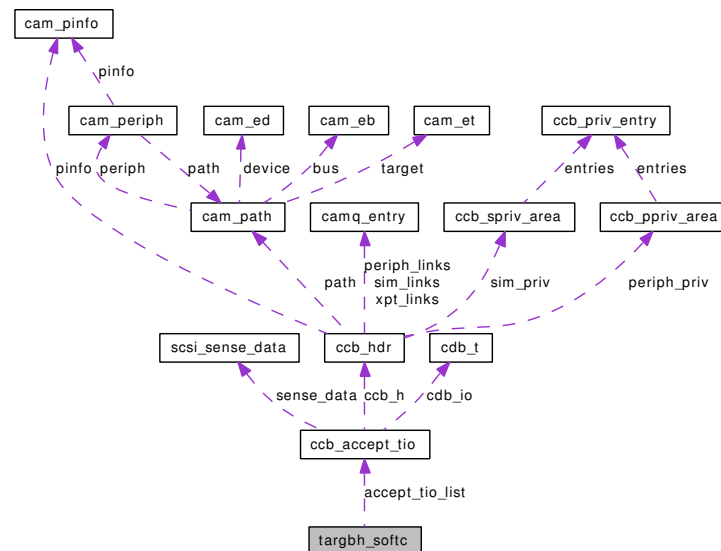 cam_pinfo
pinfo
cam_periph
cam_ed
cam_eb
cam_et
ccb_priv_entry
pinfo
periph
path
device
bus
target
entries
entries
cam_path
camq_entry
ccb_spriv_area
ccb_ppriv_area
path
periph_links
sim_links
xpt_links
sim_priv
periph_priv
scsi_sense_data
ccb_hdr
cdb_t
sense_data
ccb_h
cdb_io
ccb_accept_tio
accept_tio_list
targbh_softc